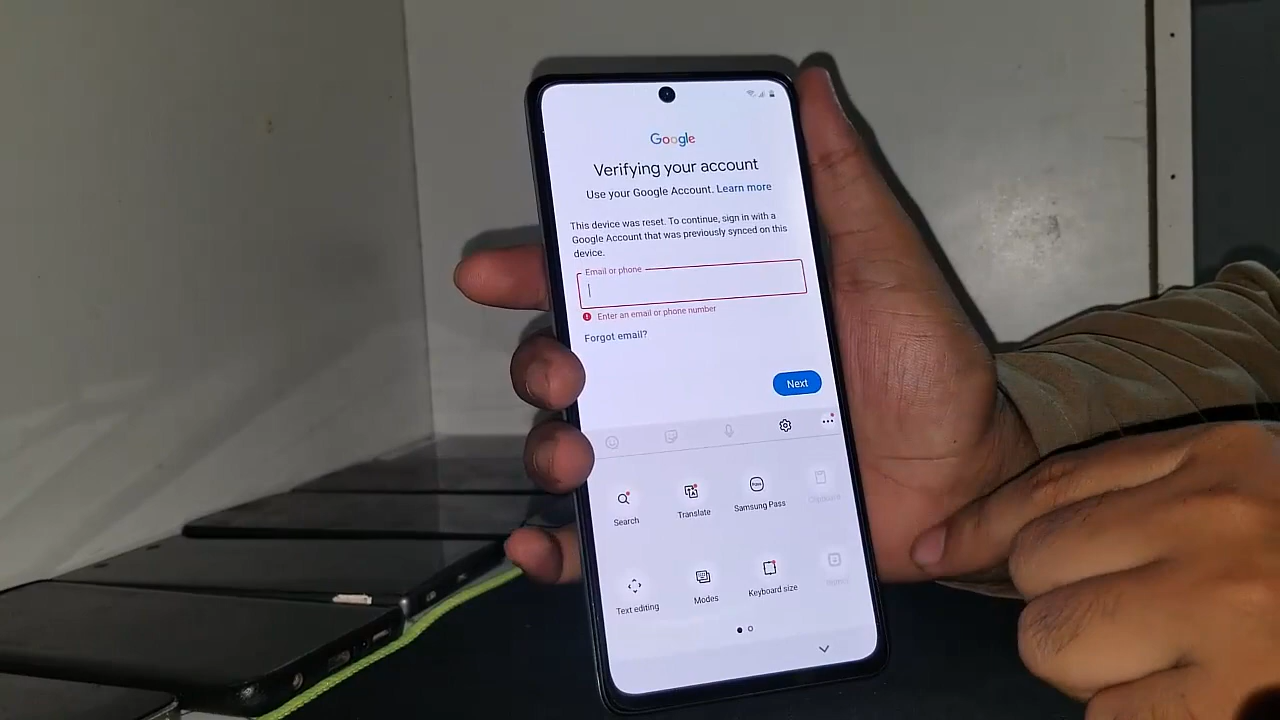 Google
Verifying your account
Use your Google Account. Learn more
This device was reset. To continue, sign in with a
Google Account that was previously synced on this
device.
Email or phone
Enter an email or phone number
Forgot email?
Next
Search
Translate
Samsung Pass
Clipboard
Text editing
Modes
Keyboard size